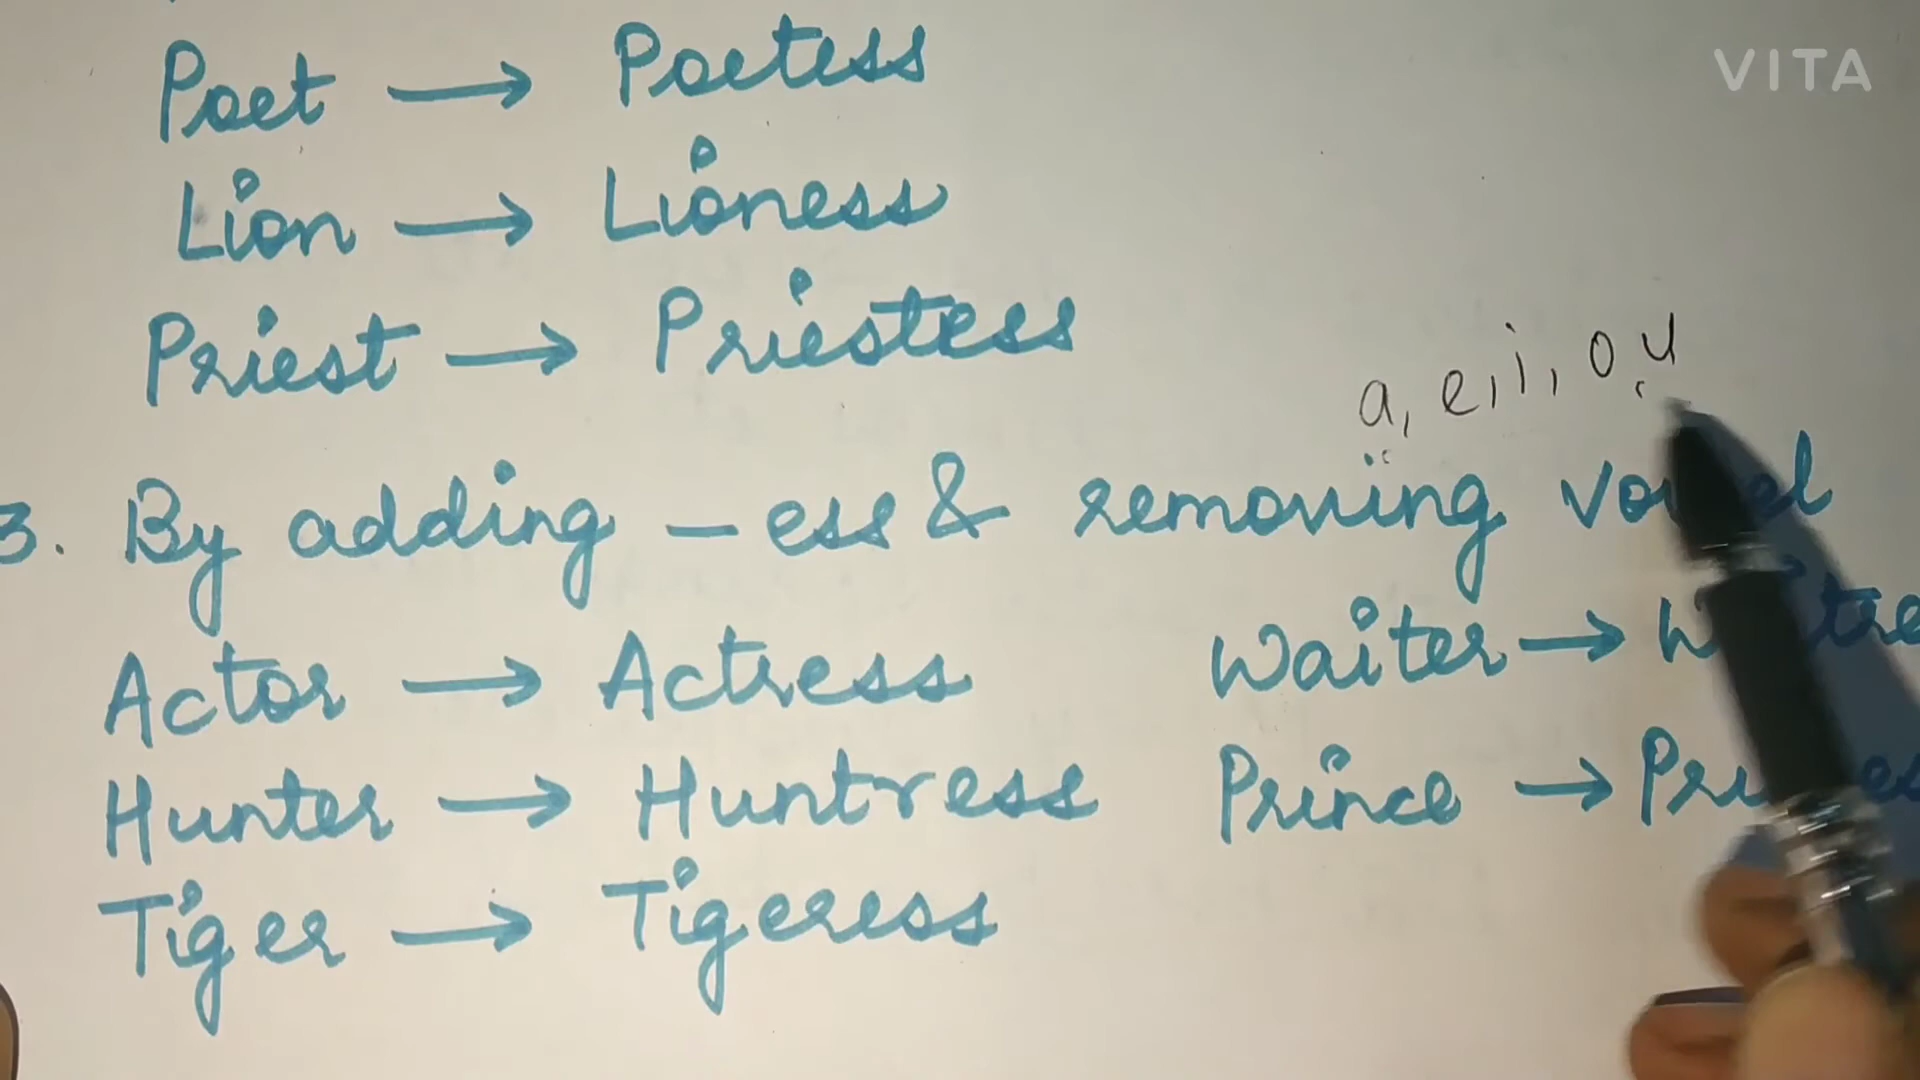 VITA
Poet → Poetess
Lion → Lioness
Priest → Priestess
a, e, i, o, u
3. By adding - ess & removing vowel
Actor → Actress Waiter →
Hunter → Huntress Prince →
Tiger → Tigeress